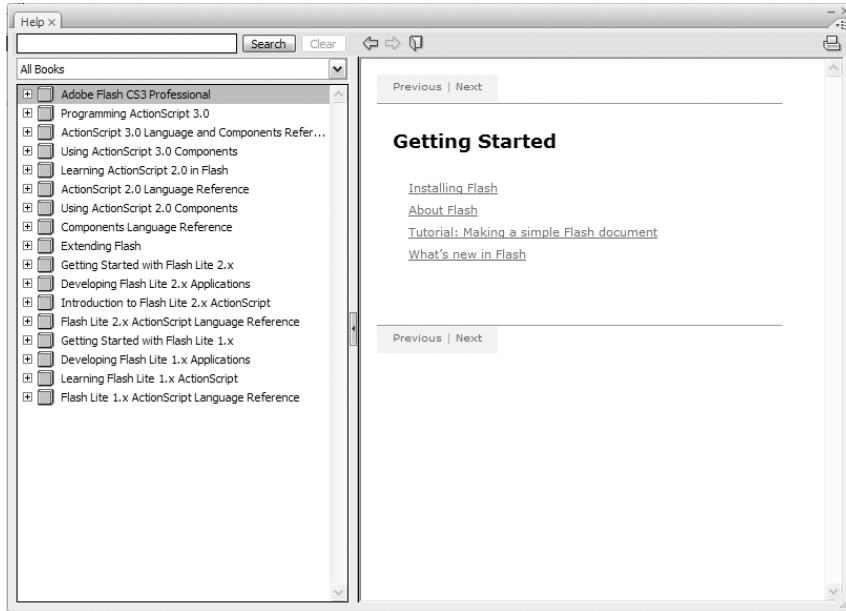 Help ×
Search Clear
All Books
Adobe Flash CS3 Professional
Programming ActionScript 3.0
ActionScript 3.0 Language and Components Refer...
Using ActionScript 3.0 Components
Learning ActionScript 2.0 in Flash
ActionScript 2.0 Language Reference
Using ActionScript 2.0 Components
Components Language Reference
Extending Flash
Getting Started with Flash Lite 2.x
Developing Flash Lite 2.x Applications
Introduction to Flash Lite 2.x ActionScript
Flash Lite 2.x ActionScript Language Reference
Getting Started with Flash Lite 1.x
Developing Flash Lite 1.x Applications
Learning Flash Lite 1.x ActionScript
Flash Lite 1.x ActionScript Language Reference
Previous | Next
Getting Started
Installing Flash
About Flash
Tutorial: Making a simple Flash document
What's new in Flash
Previous | Next